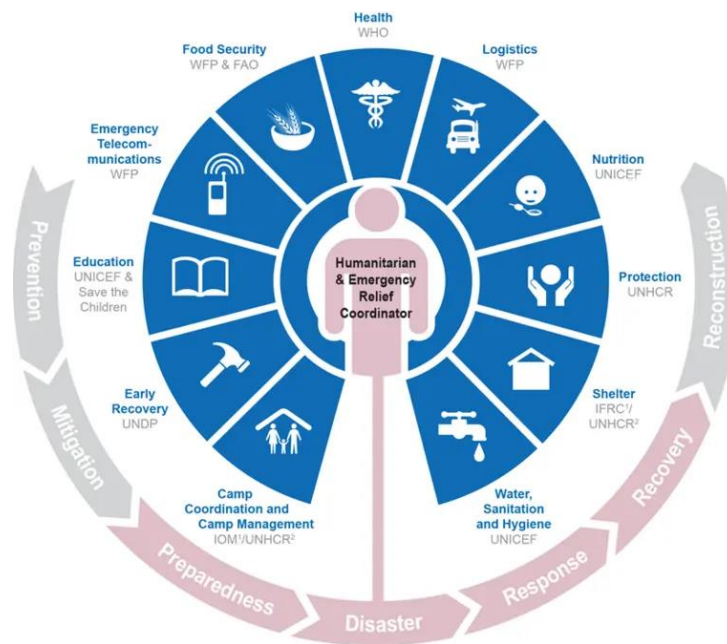 Health
WHO
Food Security
WFP & FAO
Logistics
WFP
Emergency
Telecom-
munications
WFP
Nutrition
UNICEF
Education
UNICEF &
Save the
Children
Humanitarian
& Emergency
Relief
Coordinator
Protection
UNHCR
Early
Recovery
UNDP
Shelter
IFRC¹/
UNHCR²
Camp
Coordination and
Camp Management
IOM¹/UNHCR²
Water,
Sanitation
and Hygiene
UNICEF
Prevention
Mitigation
Preparedness
Disaster
Response
Recovery
Reconstruction